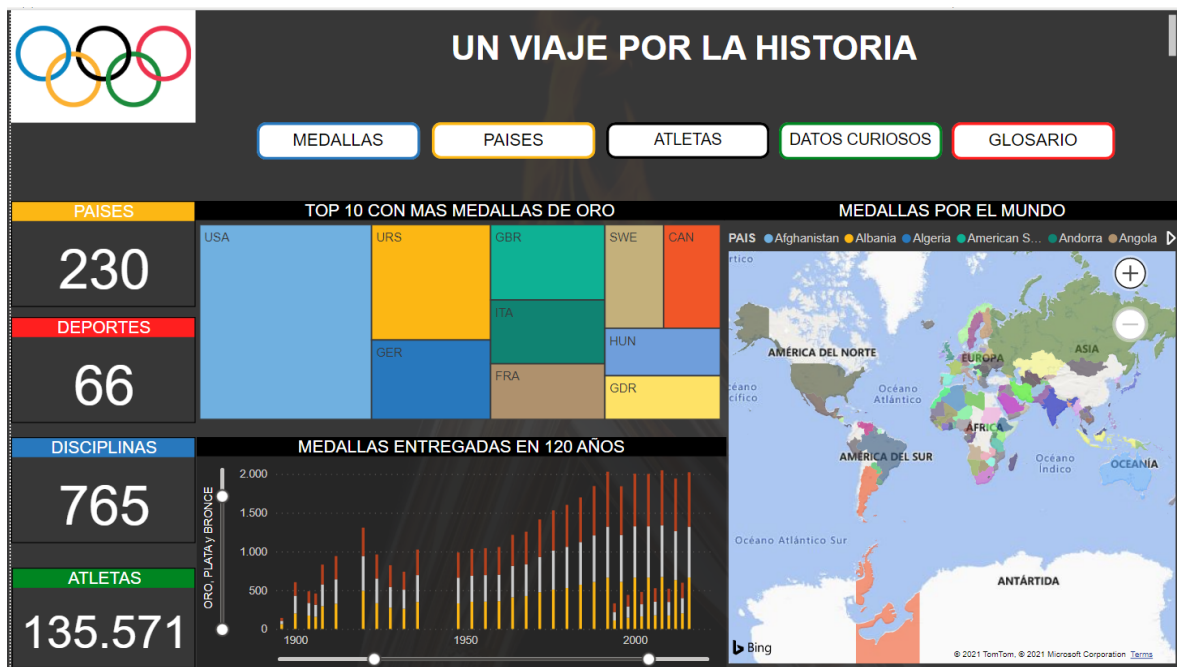 UN VIAJE POR LA HISTORIA
MEDALLAS
PAISES
ATLETAS
DATOS CURIOSOS
GLOSARIO
PAISES
230
DEPORTES
66
DISCIPLINAS
765
ATLETAS
135.571
TOP 10 CON MAS MEDALLAS DE ORO
USA
URS
GER
GBR
ITA
FRA
SWE
CAN
HUN
GDR
MEDALLAS ENTREGADAS EN 120 AÑOS
ORO, PLATA y BRONCE
2.000
1.500
1.000
500
0
1900
1950
2000
MEDALLAS POR EL MUNDO
PAIS Afghanistan Albania Algeria American S... Andorra Angola
rtico
AMÉRICA DEL NORTE
EUROPA
ASIA
céano
cífico
Océano
Atlántico
ÁFRICA
AMÉRICA DEL SUR
Océano
Índico
OCEANÍA
Océano Atlántico Sur
ANTÁRTIDA
Bing
© 2021 TomTom, © 2021 Microsoft Corporation Terms